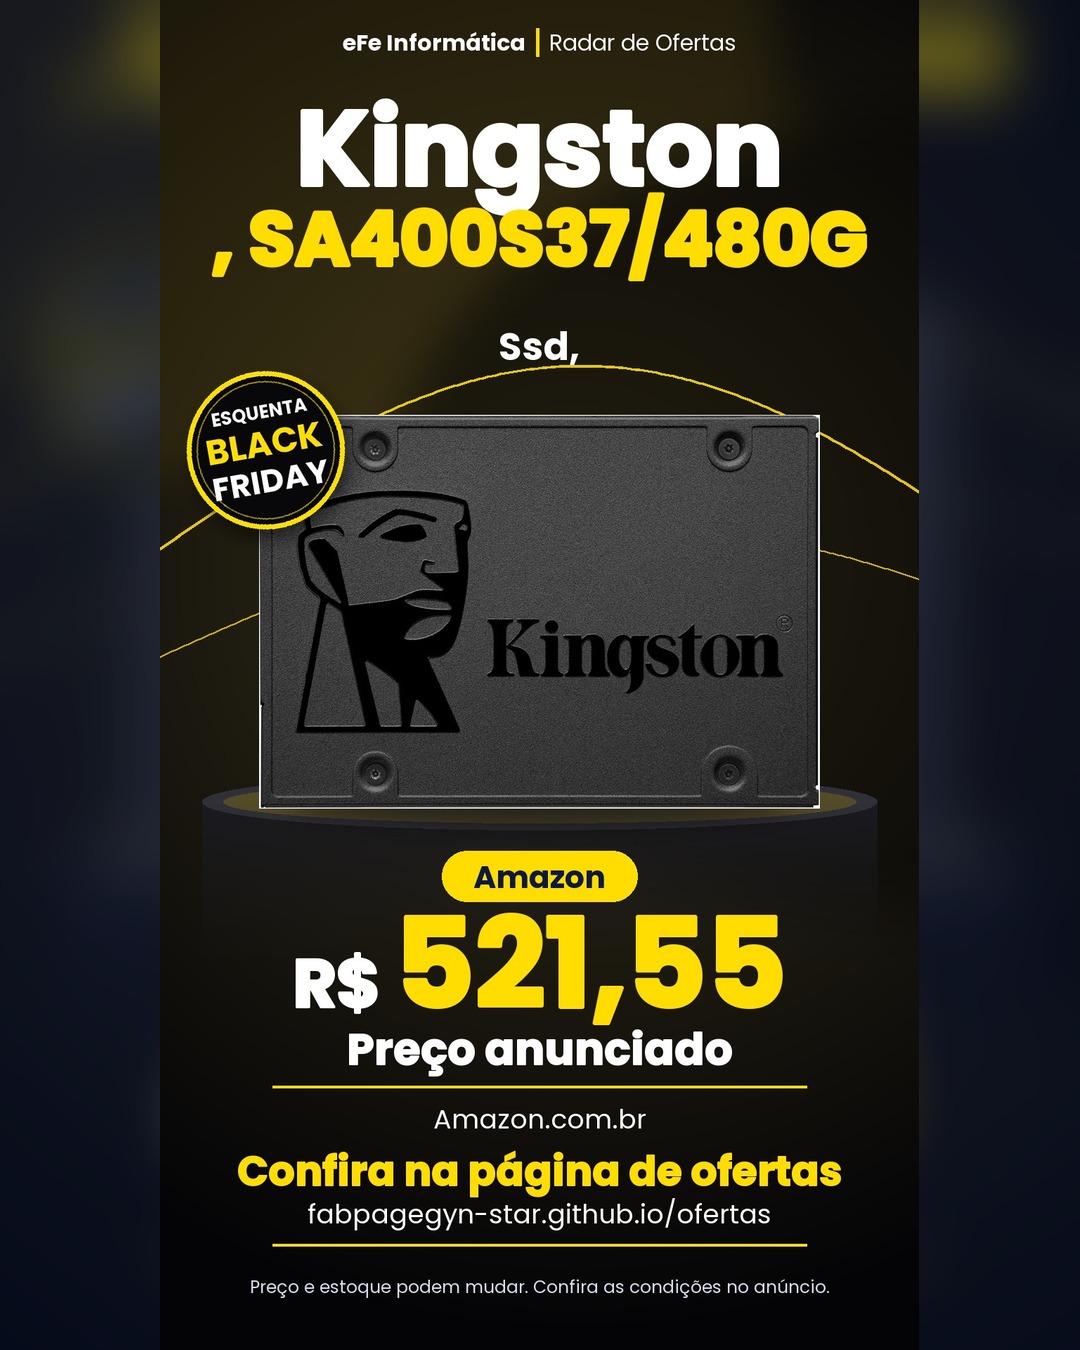 eFe Informática | Radar de Ofertas
Kingston
, SA400S37/480G
Ssd,
ESQUENTA
BLACK
FRIDAY
Kingston®
Amazon
R$ 521,55
Preço anunciado
Amazon.com.br
Confira na página de ofertas
fabpagegyn-star.github.io/ofertas
Preço e estoque podem mudar. Confira as condições no anúncio.